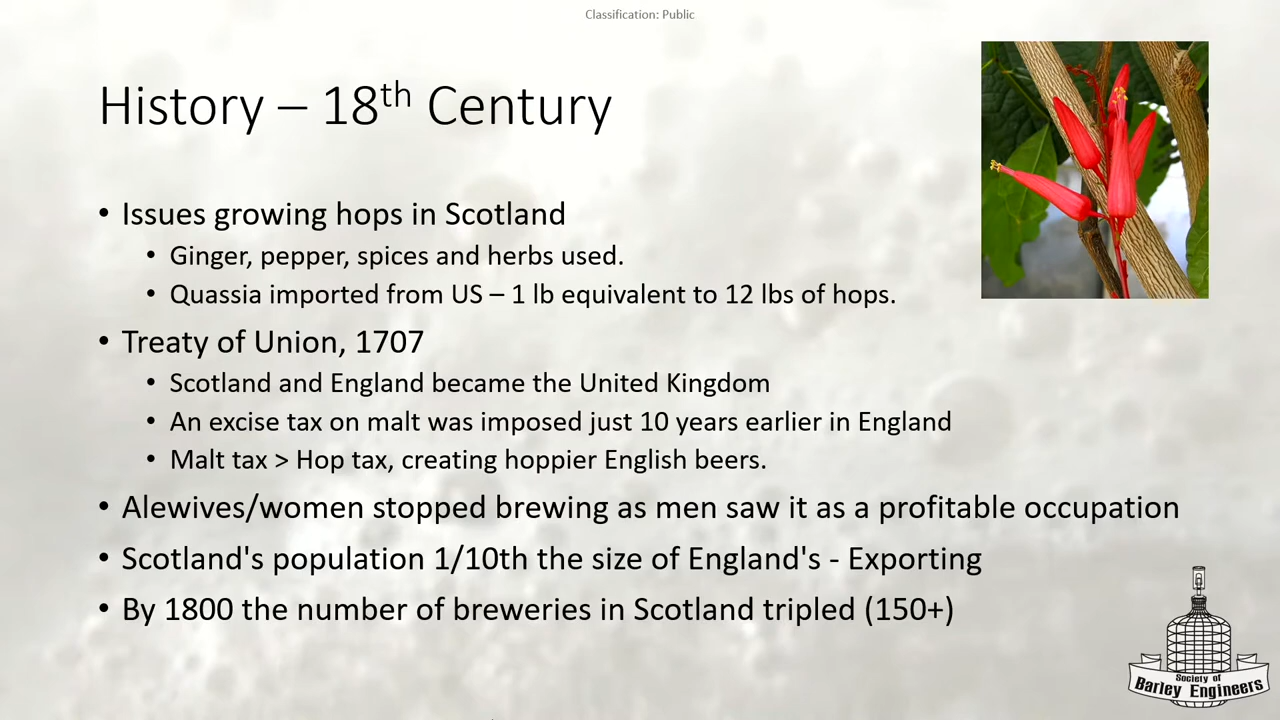 Classification: Public
History – 18th Century
• Issues growing hops in Scotland
• Ginger, pepper, spices and herbs used.
• Quassia imported from US – 1 lb equivalent to 12 lbs of hops.
• Treaty of Union, 1707
• Scotland and England became the United Kingdom
• An excise tax on malt was imposed just 10 years earlier in England
• Malt tax > Hop tax, creating hoppier English beers.
• Alewives/women stopped brewing as men saw it as a profitable occupation
• Scotland's population 1/10th the size of England's - Exporting
• By 1800 the number of breweries in Scotland tripled (150+)
Society of
Barley Engineers